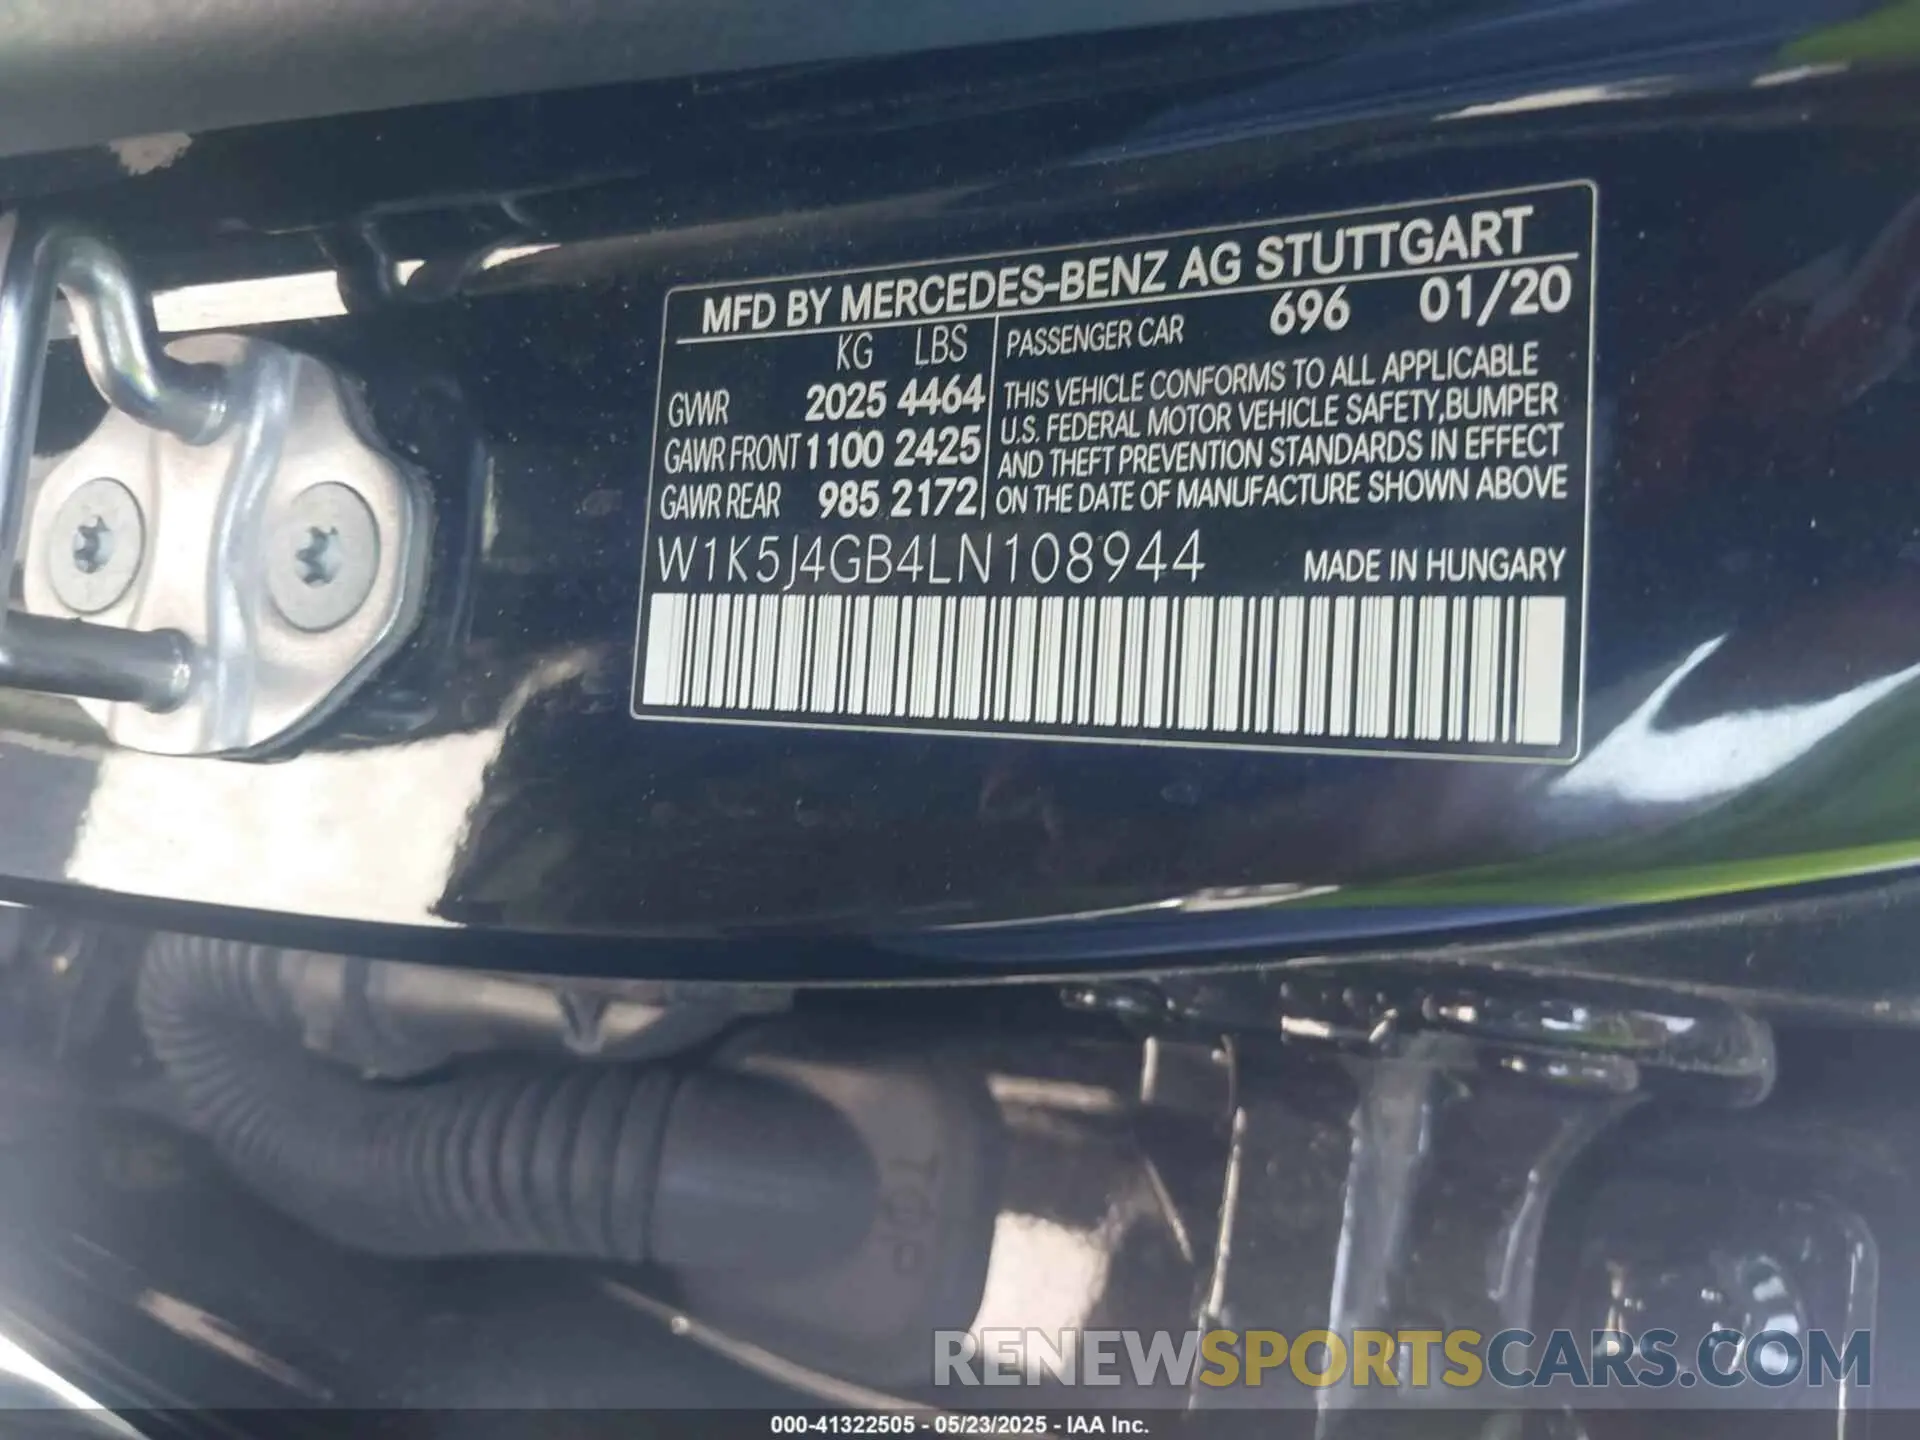 MFD BY MERCEDES-BENZ AG STUTTGART
KG LBS PASSENGER CAR 696 01/20
GVWR 2025 4464 THIS VEHICLE CONFORMS TO ALL APPLICABLE
U.S. FEDERAL MOTOR VEHICLE SAFETY,BUMPER
GAWR FRONT 1100 2425 AND THEFT PREVENTION STANDARDS IN EFFECT
GAWR REAR 985 2172 ON THE DATE OF MANUFACTURE SHOWN ABOVE
W1K5J4GB4LN108944 MADE IN HUNGARY
TOP
RENEWSPORTSCARS.COM
000-41322505 - 05/23/2025 - IAA Inc.